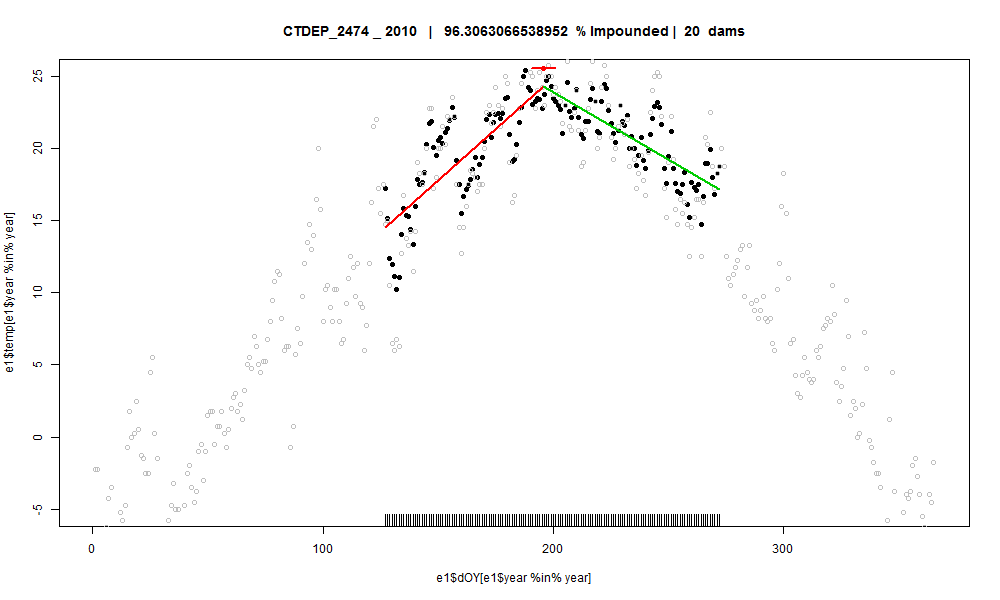 CTDEP_2474 _ 2010 | 96.3063066538952 % Impounded | 20 dams
e1$temp[e1$year %in% year]
25
20
15
10
5
0
-5
0 100 200 300
e1$dOY[e1$year %in% year]